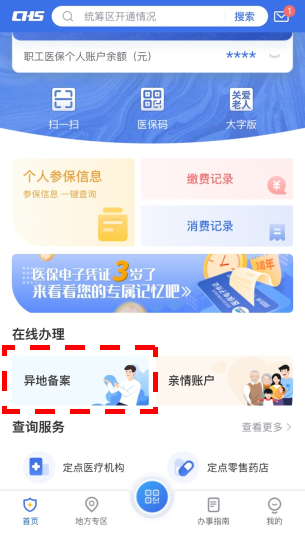 CHS 统筹区开通情况 搜索 1
职工医保个人账户余额（元） ****
扫一扫 医保码 关爱老人 大字版
个人参保信息
参保信息 一键查询
缴费记录
消费记录
医保电子凭证3岁了
来看看您的专属记忆吧>>
3周年
在线办理
异地备案 亲情账户
查询服务 查看更多 >
定点医疗机构 定点零售药店
首页 地方专区 办事指南 我的